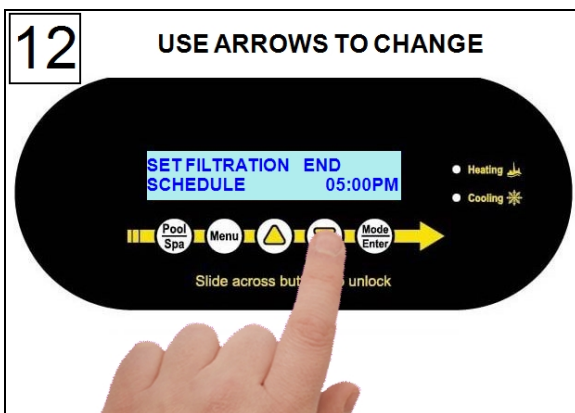 12
USE ARROWS TO CHANGE
SET FILTRATION END
SCHEDULE 05:00PM
Heating
Cooling
Pool
Spa
Menu
Mode
Enter
Slide across but unlock